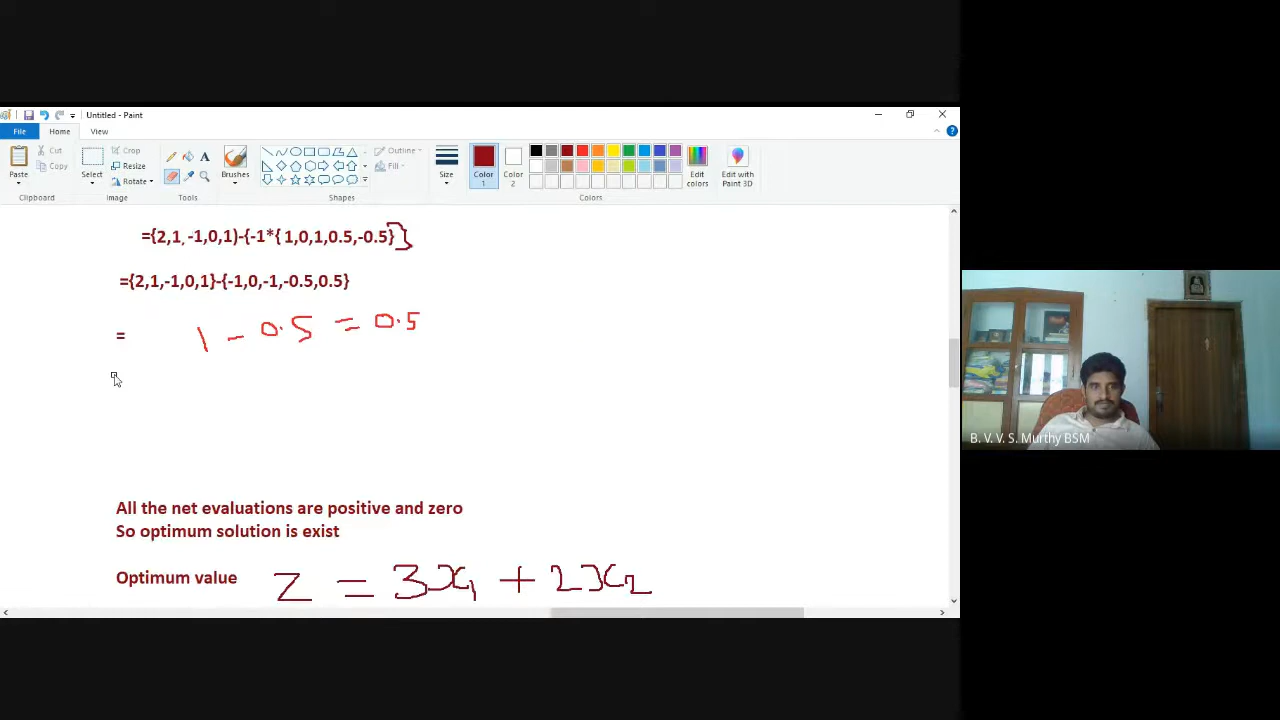 Untitled - Paint
File Home View
Paste
Cut
Copy
Clipboard
Select
Crop
Resize
Rotate
Image
Tools
Brushes
Outline
Fill
Shapes
Size
Color 1
Color 2
Edit colors
Edit with Paint 3D
Colors
={2,1,-1,0,1)-{-1*{ 1,0,1,0.5,-0.5}}
={2,1,-1,0,1}-{-1,0,-1,-0.5,0.5}
= 1 - 0.5 = 0.5
All the net evaluations are positive and zero
So optimum solution is exist
Optimum value Z = 3x1 + 2x2
B. V. V. S. Murthy BSM